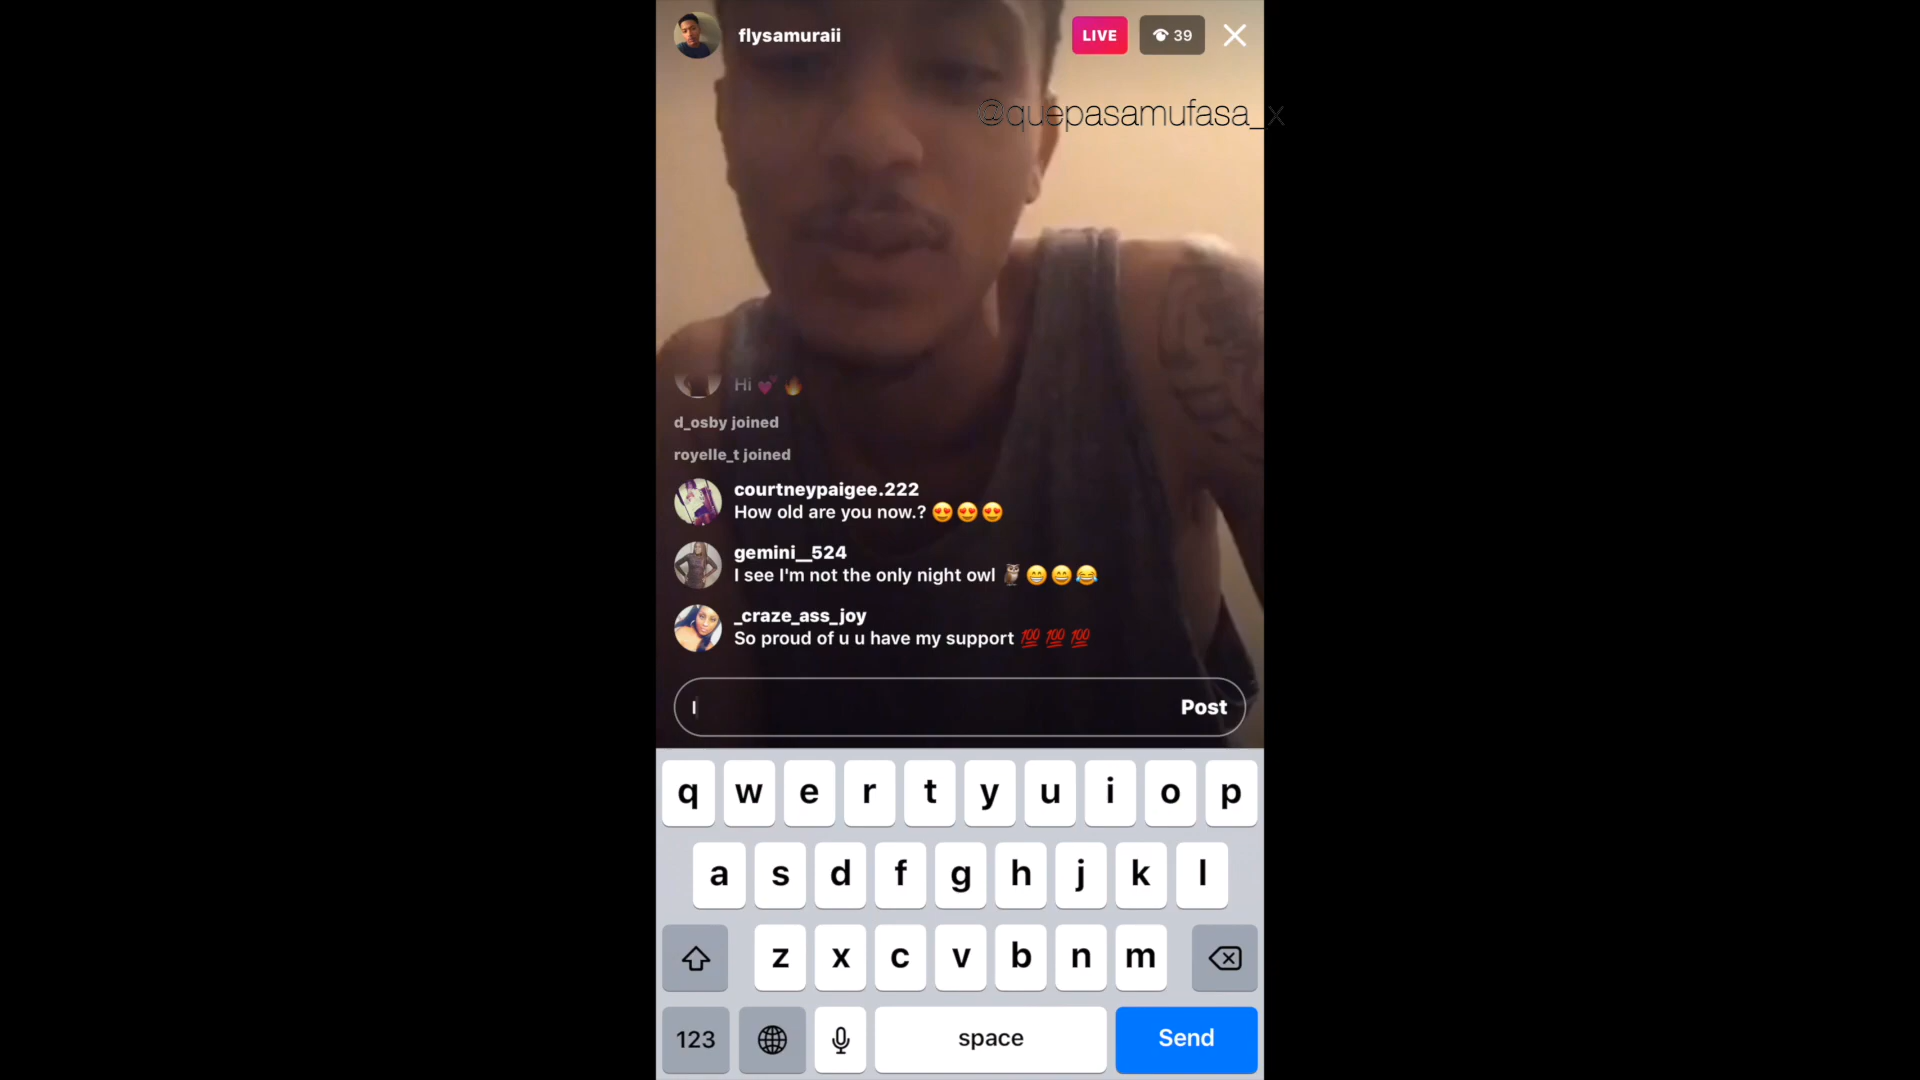 flysamuraii
LIVE
39
@quepasamufasa_x
Hi 💕 🔥
d_osby joined
royelle_t joined
courtneypaigee.222
How old are you now.? 😍😍😍
gemini__524
I see I'm not the only night owl 🦉😁😁😂
_craze_ass_joy
So proud of u u have my support 💯💯💯
I
Post
q w e r t y u i o p
a s d f g h j k l
z x c v b n m
123
space
Send